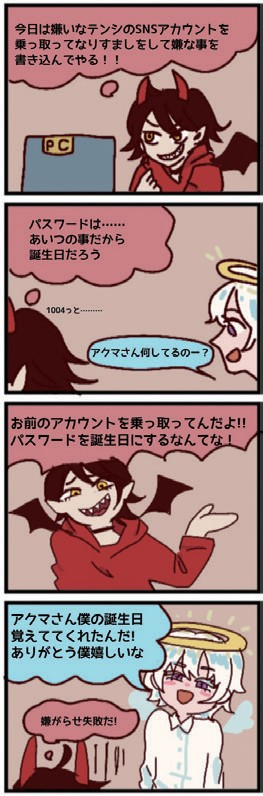 今日は嫌いなテンシのSNSアカウントを
乗っ取ってなりすましをして嫌な事を
書き込んでやる！！
PC
パスワードは……
あいつの事だから
誕生日だろう
1004っと………
アクマさん何してるのー？
お前のアカウントを乗っ取ってんだよ!!
パスワードを誕生日にするなんてな！
アクマさん僕の誕生日
覚えててくれたんだ!
ありがとう僕嬉しいな
嫌がらせ失敗だ!